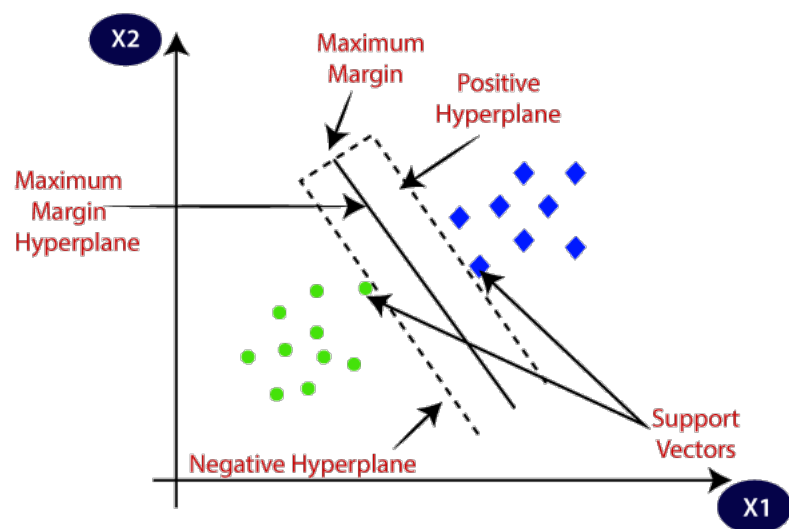 X2
Maximum
Margin
Positive
Hyperplane
Maximum
Margin
Hyperplane
Support
Vectors
Negative Hyperplane
X1